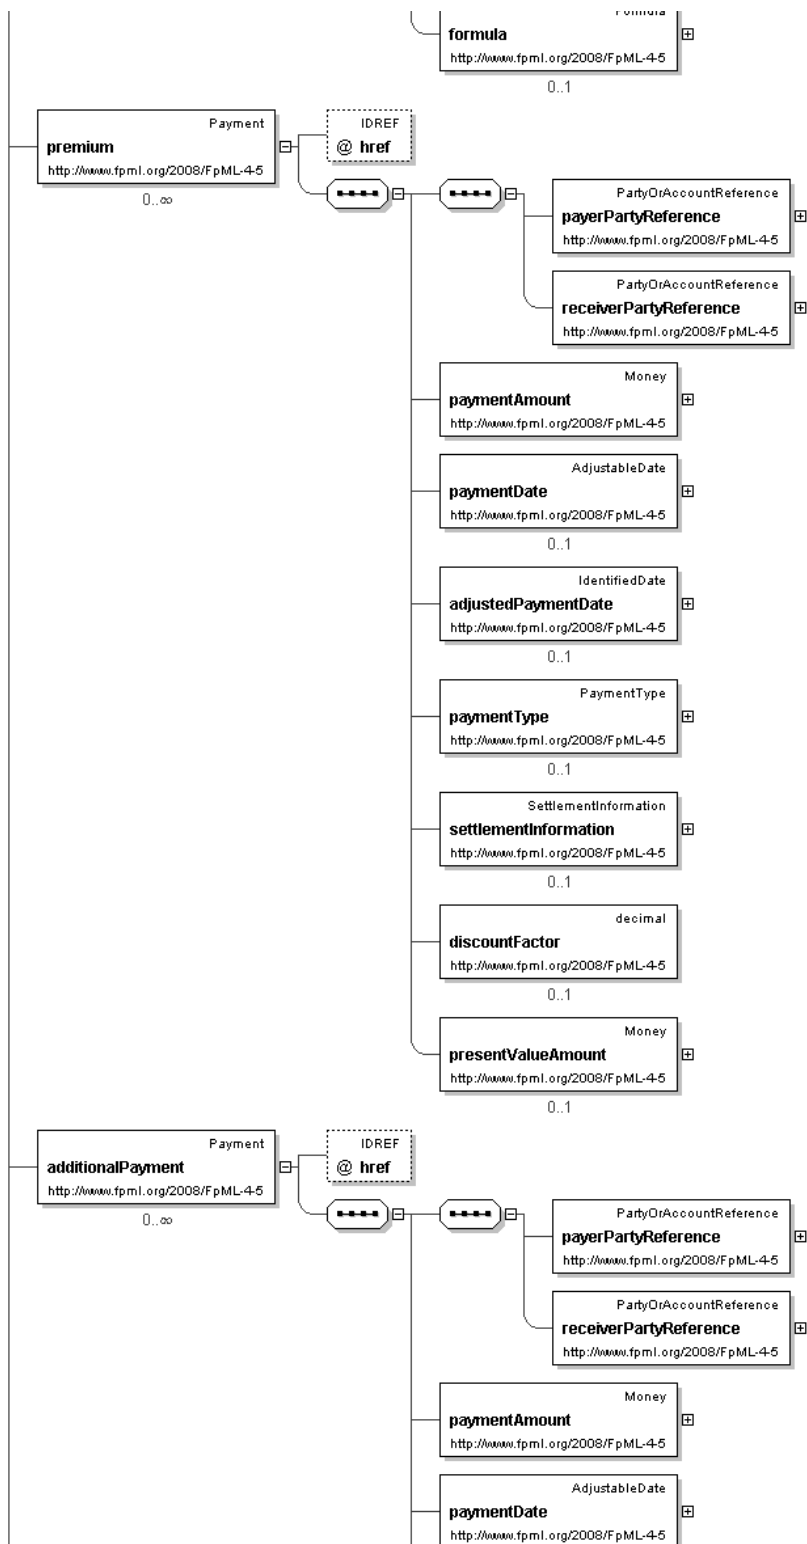 Formula
formula
http://www.fpml.org/2008/FpML-4-5
0..1
Payment
premium
http://www.fpml.org/2008/FpML-4-5
0..∞
IDREF
@ href
PartyOrAccountReference
payerPartyReference
http://www.fpml.org/2008/FpML-4-5
PartyOrAccountReference
receiverPartyReference
http://www.fpml.org/2008/FpML-4-5
Money
paymentAmount
http://www.fpml.org/2008/FpML-4-5
AdjustableDate
paymentDate
http://www.fpml.org/2008/FpML-4-5
0..1
IdentifiedDate
adjustedPaymentDate
http://www.fpml.org/2008/FpML-4-5
0..1
PaymentType
paymentType
http://www.fpml.org/2008/FpML-4-5
0..1
SettlementInformation
settlementInformation
http://www.fpml.org/2008/FpML-4-5
0..1
decimal
discountFactor
http://www.fpml.org/2008/FpML-4-5
0..1
Money
presentValueAmount
http://www.fpml.org/2008/FpML-4-5
0..1
Payment
additionalPayment
http://www.fpml.org/2008/FpML-4-5
0..∞
IDREF
@ href
PartyOrAccountReference
payerPartyReference
http://www.fpml.org/2008/FpML-4-5
PartyOrAccountReference
receiverPartyReference
http://www.fpml.org/2008/FpML-4-5
Money
paymentAmount
http://www.fpml.org/2008/FpML-4-5
AdjustableDate
paymentDate
http://www.fpml.org/2008/FpML-4-5